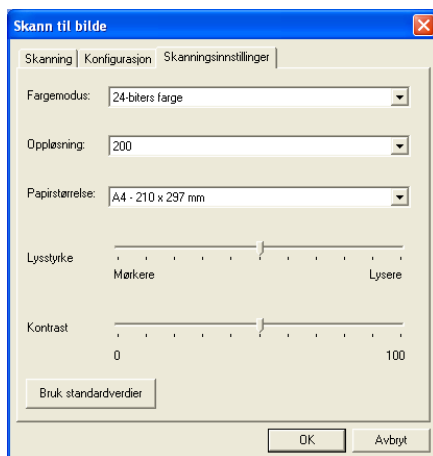 Skann til bilde
Skanning Konfigurasjon Skanningsinnstillinger
Fargemodus: 24-biters farge
Oppløsning: 200
Papirstørrelse: A4 - 210 x 297 mm
Lysstyrke
Mørkere Lysere
Kontrast
0 100
Bruk standardverdier
OK Avbryt